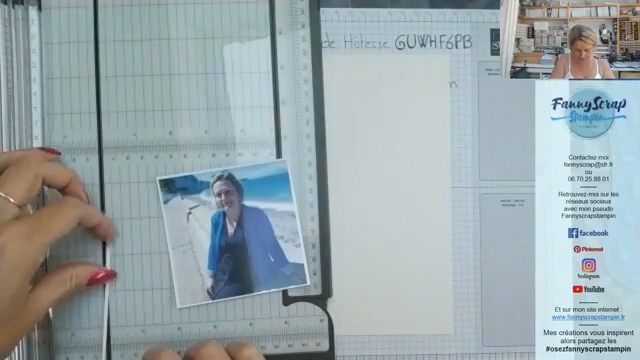 de Hôtesse GUWHF6PB
n
FannyScrap
Stampin
Contactez-moi
fannyscrap@sfr.fr
ou
06.70.25.88.01
--------
Retrouvez-moi sur les
réseaux sociaux
avec mon pseudo
Fannyscrapstampin
facebook
Pinterest
Instagram
YouTube
--------
Et sur mon site internet :
www.fannyscrapstampin.fr
--------
Mes créations vous inspirent
alors partagez les
#osezfannyscrapstampin